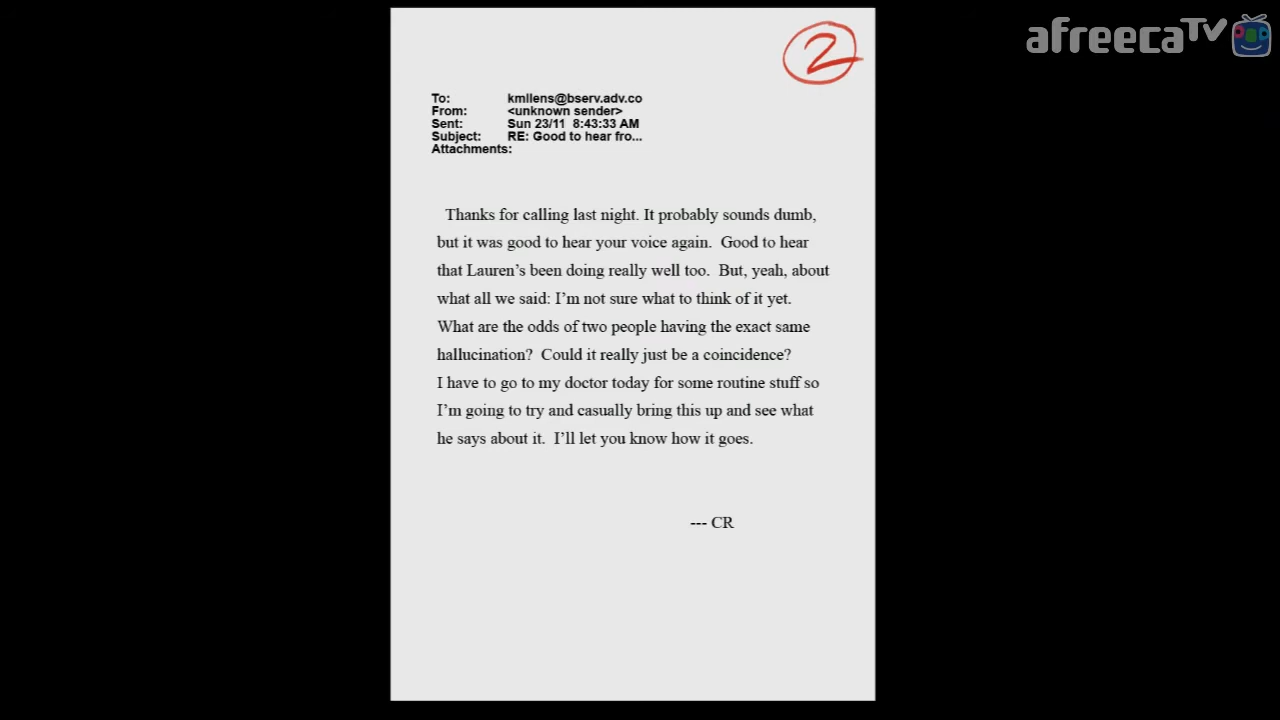 afreecaTV
2
To: kmllens@bserv.adv.co
From: <unknown sender>
Sent: Sun 23/11 8:43:33 AM
Subject: RE: Good to hear fro...
Attachments:
Thanks for calling last night. It probably sounds dumb,
but it was good to hear your voice again. Good to hear
that Lauren's been doing really well too. But, yeah, about
what all we said: I'm not sure what to think of it yet.
What are the odds of two people having the exact same
hallucination? Could it really just be a coincidence?
I have to go to my doctor today for some routine stuff so
I'm going to try and casually bring this up and see what
he says about it. I'll let you know how it goes.
--- CR